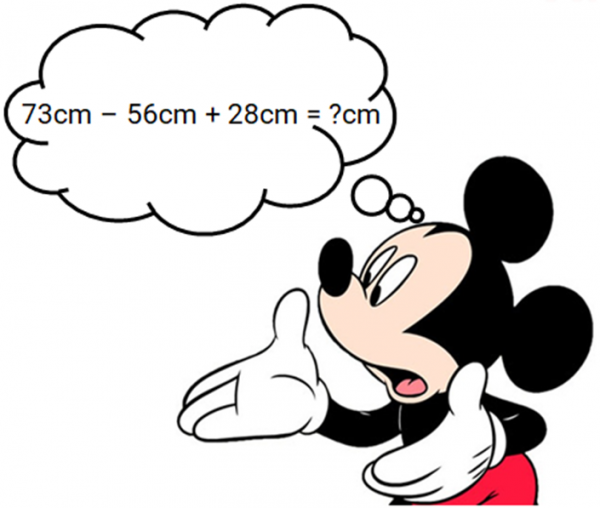 73cm – 56cm + 28cm = ?cm